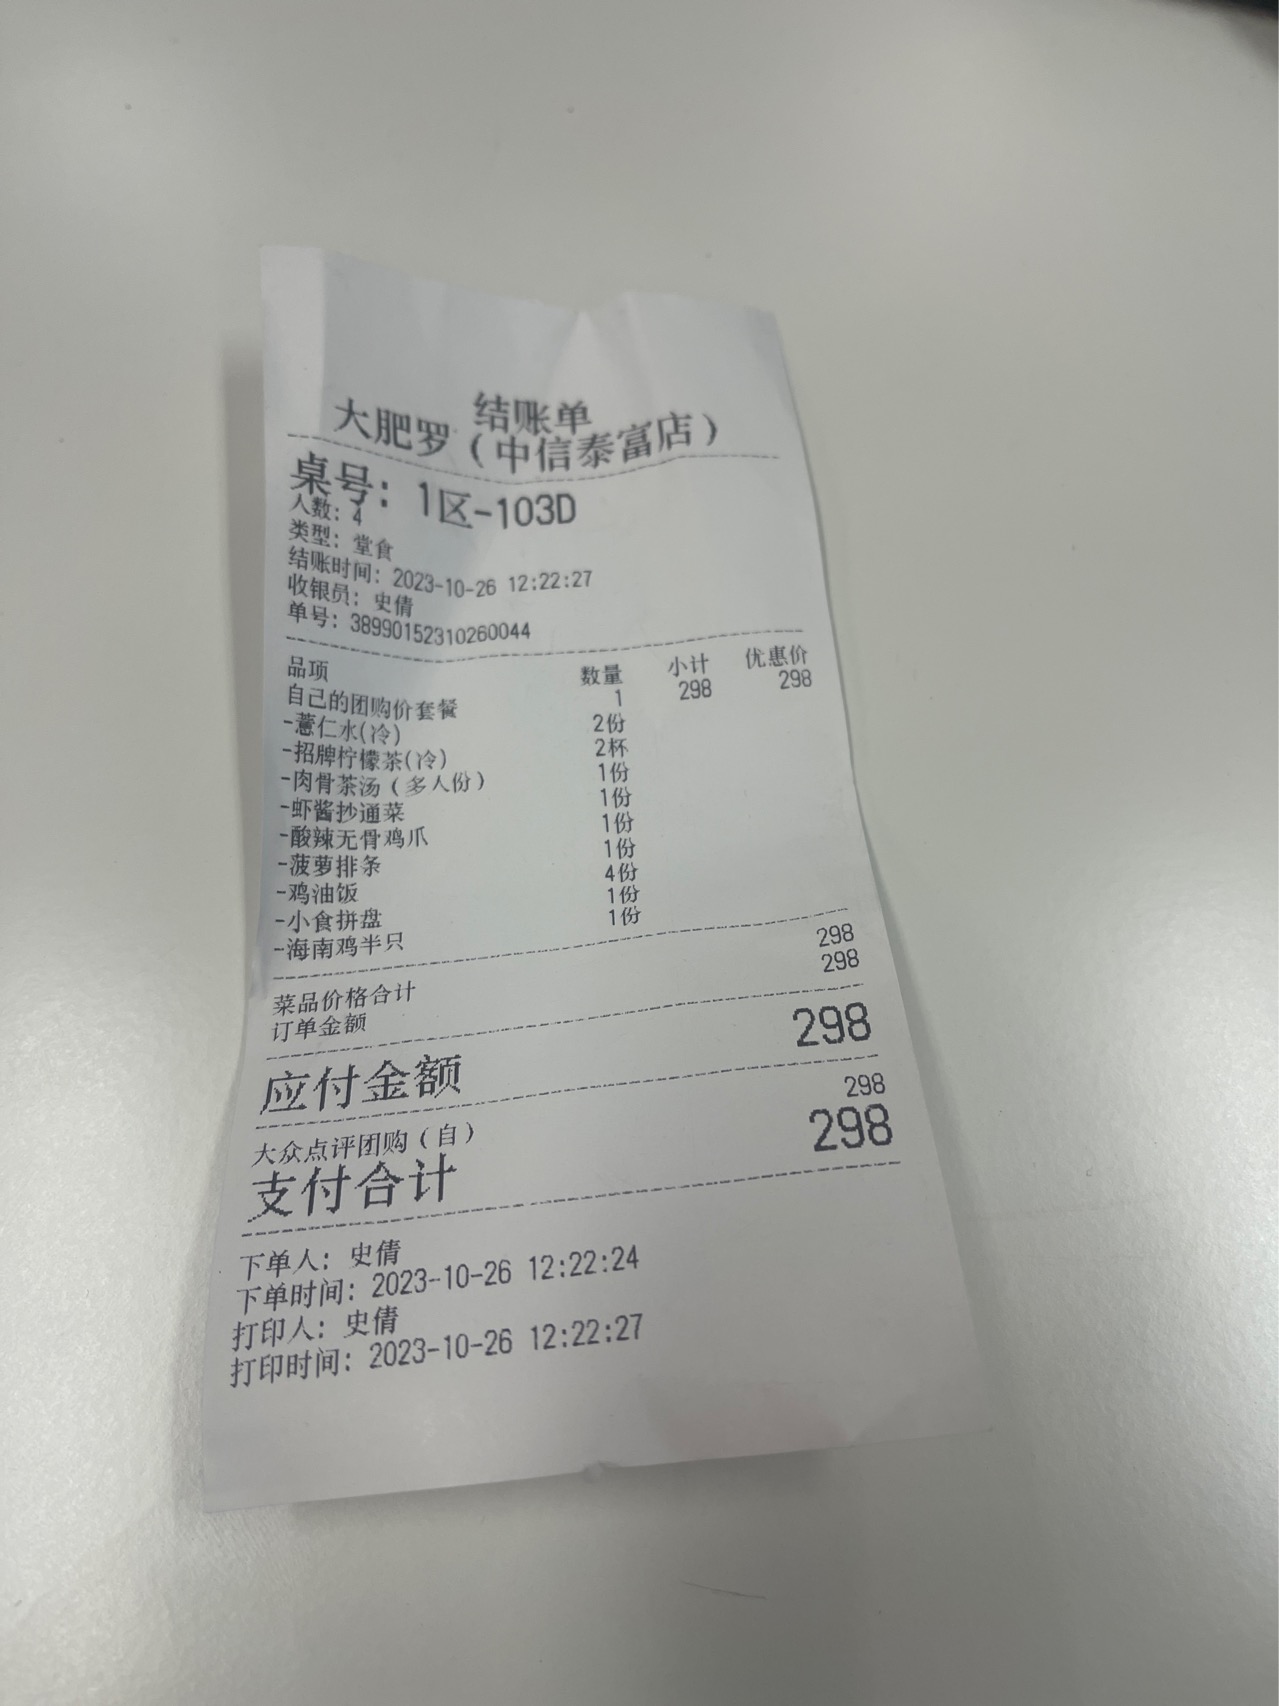 结账单
大肥罗（中信泰富店）
桌号：1区-103D
人数：4
类型：堂食
结账时间：2023-10-26 12:22:27
收银员：史倩
单号：38990152310260044
品项 数量 小计 优惠价
自己的团购价套餐 1 298 298
-薏仁水(冷) 2份
-招牌柠檬茶(冷) 2杯
-肉骨茶汤（多人份） 1份
-虾酱抄通菜 1份
-酸辣无骨鸡爪 1份
-菠萝排条 1份
-鸡油饭 4份
-小食拼盘 1份
-海南鸡半只 1份
菜品价格合计 298
订单金额 298
应付金额 298
大众点评团购（自） 298
支付合计 298
下单人：史倩
下单时间：2023-10-26 12:22:24
打印人：史倩
打印时间：2023-10-26 12:22:27